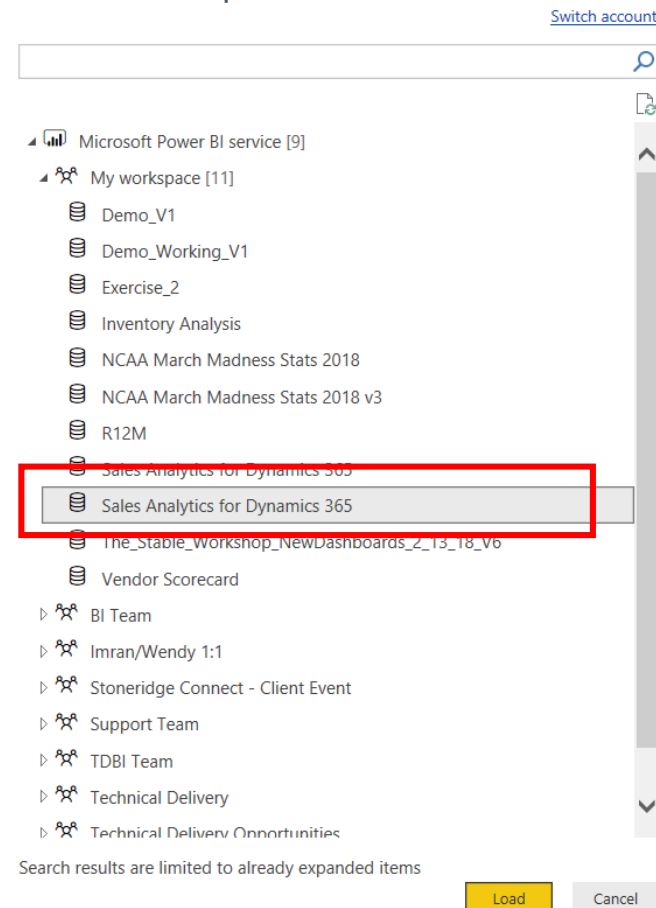 Switch account
Microsoft Power BI service [9]
My workspace [11]
Demo_V1
Demo_Working_V1
Exercise_2
Inventory Analysis
NCAA March Madness Stats 2018
NCAA March Madness Stats 2018 v3
R12M
Sales Analytics for Dynamics 365
Sales Analytics for Dynamics 365
The_Stable_Workshop_NewDashboards_2_13_18_V6
Vendor Scorecard
BI Team
Imran/Wendy 1:1
Stoneridge Connect - Client Event
Support Team
TDBI Team
Technical Delivery
Technical Delivery Opportunities
Search results are limited to already expanded items
Load Cancel